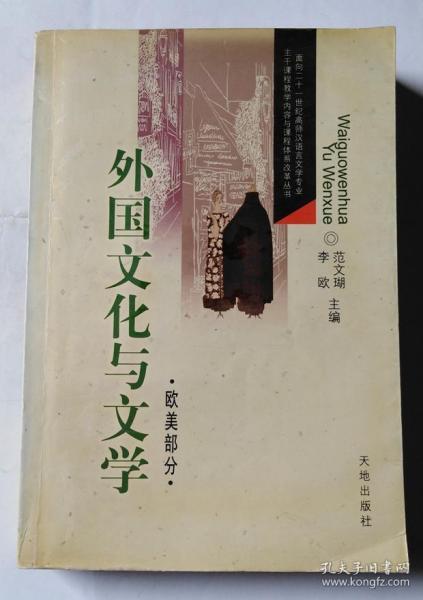 面向二十一世纪高师汉语言文学专业
主干课程教学内容与课程体系改革丛书
Waiguowenhua
Yu Wenxue
◎
范文瑚
李欧
主编
外国文化与文学
·欧美部分·
天地出版社
孔夫子旧书网
www.kongfz.com